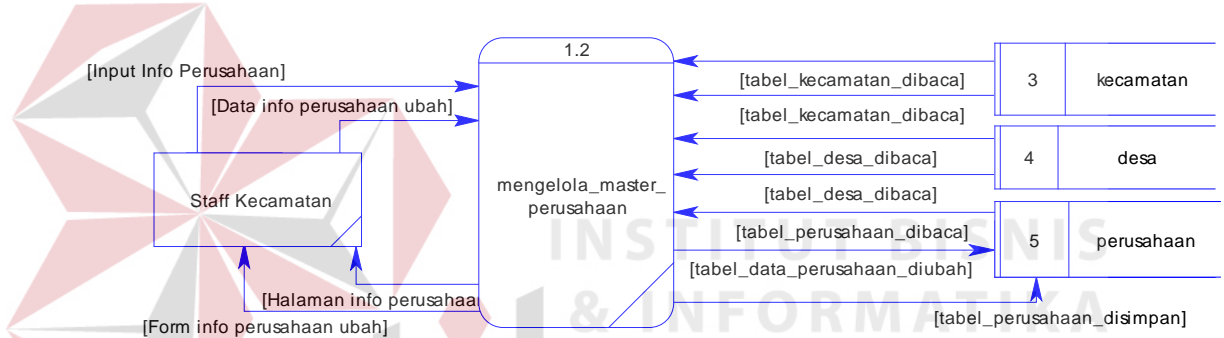 1.2
[Input Info Perusahaan]
[Data info perusahaan ubah]
Staff Kecamatan
[Halaman info perusahaa
[Form info perusahaan ubah]
mengelola_master_
perusahaan
[tabel_kecamatan_dibaca]
[tabel_kecamatan_dibaca]
[tabel_desa_dibaca]
[tabel_desa_dibaca]
[tabel_perusahaan_dibaca]
[tabel_data_perusahaan_diubah]
[tabel_perusahaan_disimpan]
3 kecamatan
4 desa
5 perusahaan
INSTITUT BISNIS
& INFORMATIKA